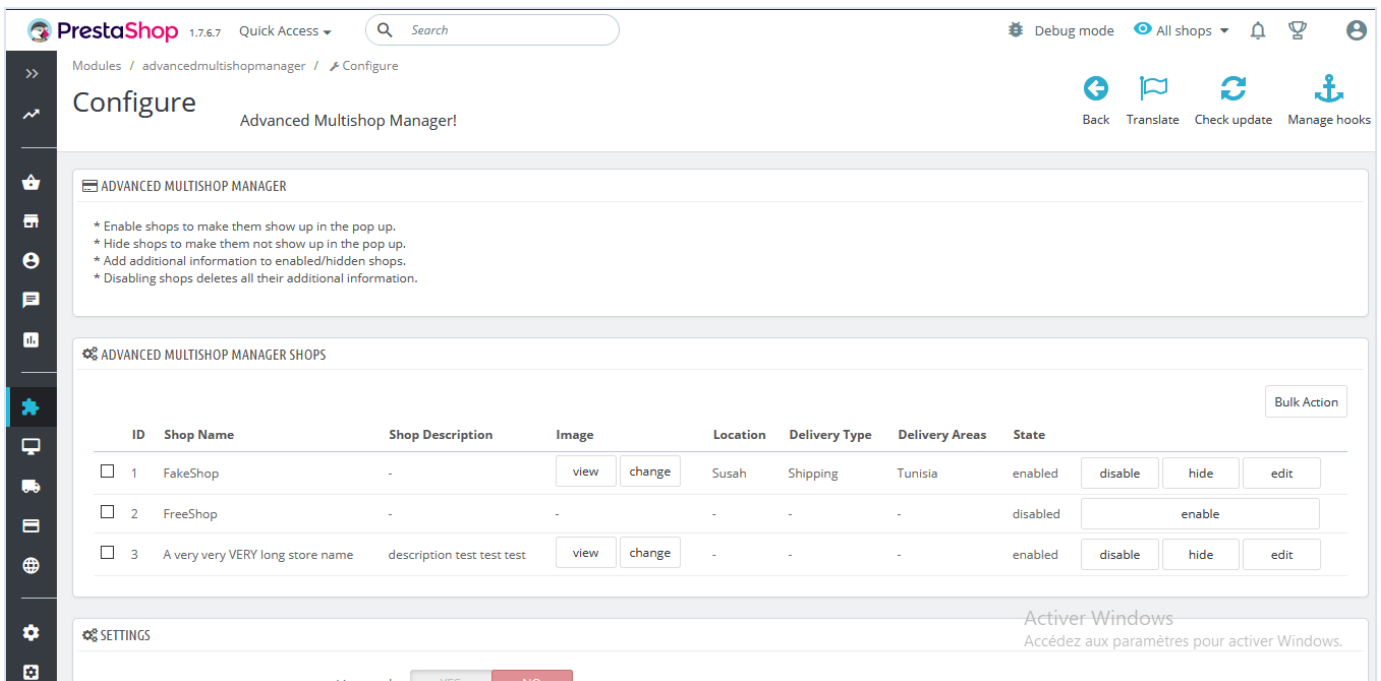 PrestaShop 1.7.6.7 Quick Access Search Debug mode All shops
Modules / advancedmultishopmanager / Configure
Configure
Advanced Multishop Manager!
Back Translate Check update Manage hooks
ADVANCED MULTISHOP MANAGER
* Enable shops to make them show up in the pop up.
* Hide shops to make them not show up in the pop up.
* Add additional information to enabled/hidden shops.
* Disabling shops deletes all their additional information.
ADVANCED MULTISHOP MANAGER SHOPS
Bulk Action
ID Shop Name Shop Description Image Location Delivery Type Delivery Areas State
1 FakeShop - view change Susah Shipping Tunisia enabled disable hide edit
2 FreeShop - - - - - disabled enable
3 A very very VERY long store name description test test test view change - - - enabled disable hide edit
Activer Windows
Accédez aux paramètres pour activer Windows.
SETTINGS
YES NO